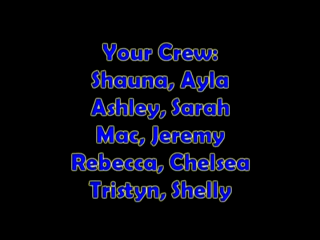 Your Crew:
Shauna, Ayla
Ashley, Sarah
Mac, Jeremy
Rebecca, Chelsea
Tristyn, Shelly